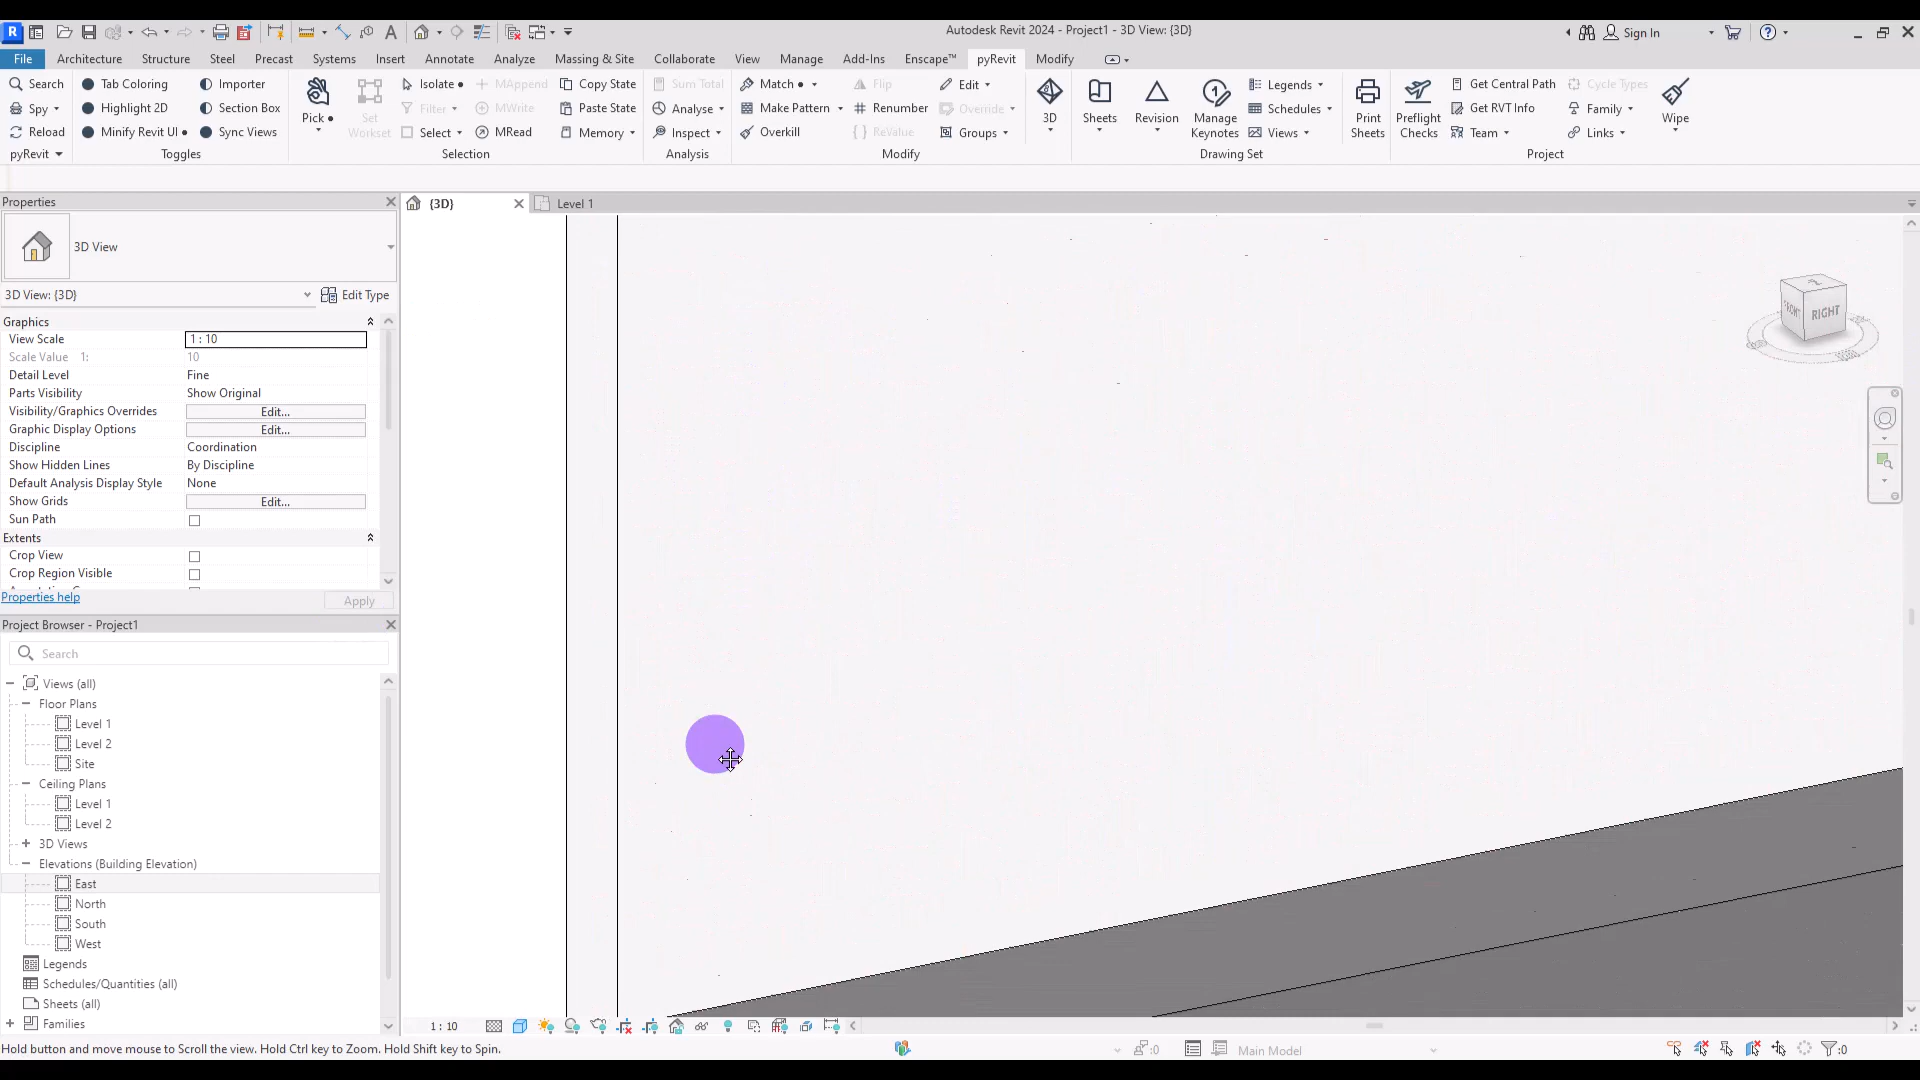 Autodesk Revit 2024 - Project1 - 3D View: {3D}
Sign In
File Architecture Structure Steel Precast Systems Insert Annotate Analyze Massing & Site Collaborate View Manage Add-Ins Enscape™ pyRevit Modify
Search Tab Coloring Importer Isolate MAppend Copy State Sum Total Match Flip Edit Legends Get Central Path Cycle Types
Spy Highlight 2D Section Box Filter MWrite Paste State Analyse Make Pattern Renumber Override Schedules Get RVT Info Family
Reload Minify Revit UI Sync Views Select MRead Memory Inspect Overkill ReValue Groups Views Team Links
Pick Set Workset 3D Sheets Revision Manage Keynotes Print Sheets Preflight Checks Wipe
pyRevit Toggles Selection Analysis Modify Drawing Set Project
Properties
{3D} Level 1
3D View
3D View: {3D} Edit Type
Graphics
View Scale 1 : 10
Scale Value 1: 10
Detail Level Fine
Parts Visibility Show Original
Visibility/Graphics Overrides Edit...
Graphic Display Options Edit...
Discipline Coordination
Show Hidden Lines By Discipline
Default Analysis Display Style None
Show Grids Edit...
Sun Path
Extents
Crop View
Crop Region Visible
Properties help Apply
FRONT RIGHT
Project Browser - Project1
Search
Views (all)
Floor Plans
Level 1
Level 2
Site
Ceiling Plans
Level 1
Level 2
3D Views
Elevations (Building Elevation)
East
North
South
West
Legends
Schedules/Quantities (all)
Sheets (all)
Families
1 : 10
Hold button and move mouse to Scroll the view. Hold Ctrl key to Zoom. Hold Shift key to Spin.
:0 Main Model :0